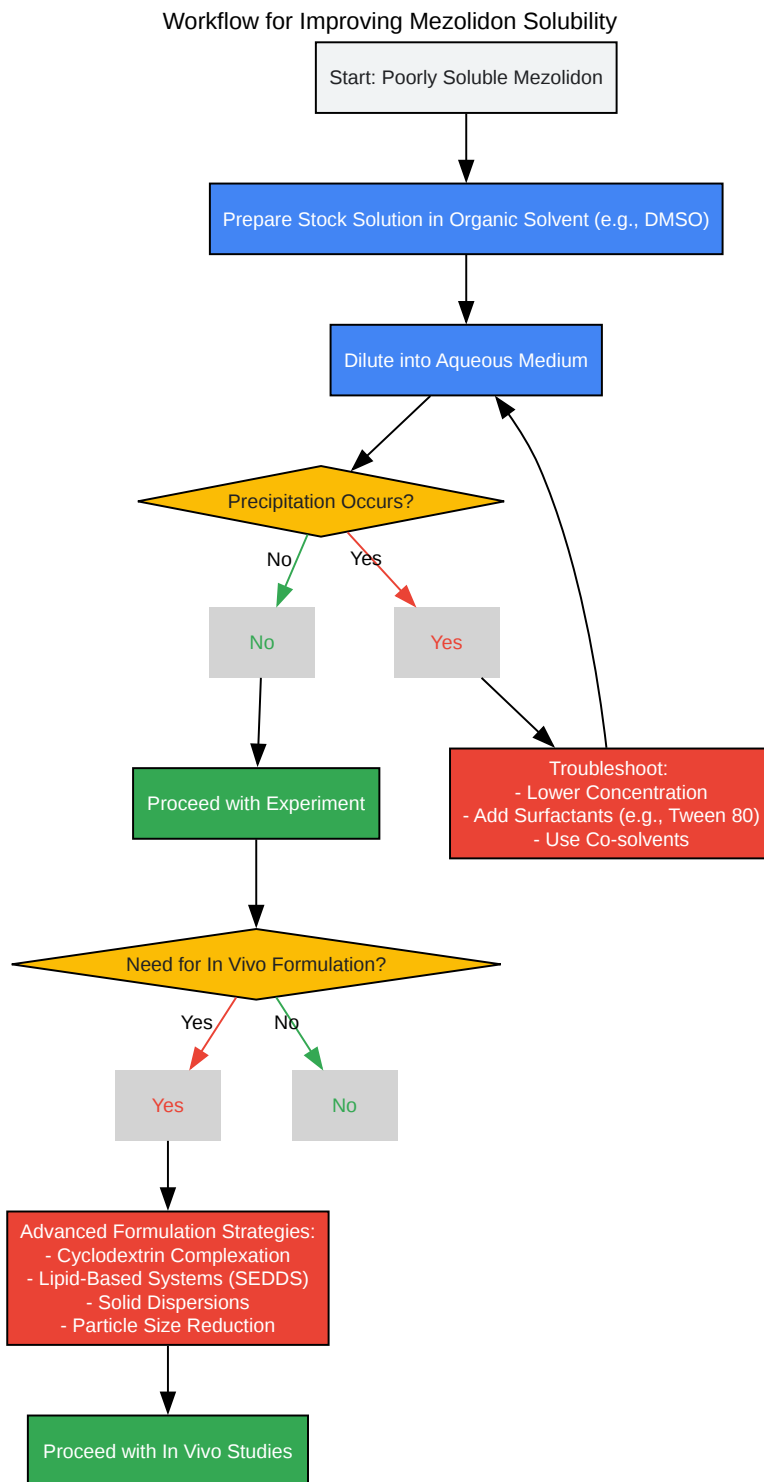 Workflow for Improving Mezolidon Solubility
Start: Poorly Soluble Mezolidon
Prepare Stock Solution in Organic Solvent (e.g., DMSO)
Dilute into Aqueous Medium
Precipitation Occurs?
No
Yes
No
Yes
Troubleshoot:
- Lower Concentration
- Add Surfactants (e.g., Tween 80)
- Use Co-solvents
Proceed with Experiment
Need for In Vivo Formulation?
Yes
No
Yes
No
Advanced Formulation Strategies:
- Cyclodextrin Complexation
- Lipid-Based Systems (SEDDS)
- Solid Dispersions
- Particle Size Reduction
Proceed with In Vivo Studies